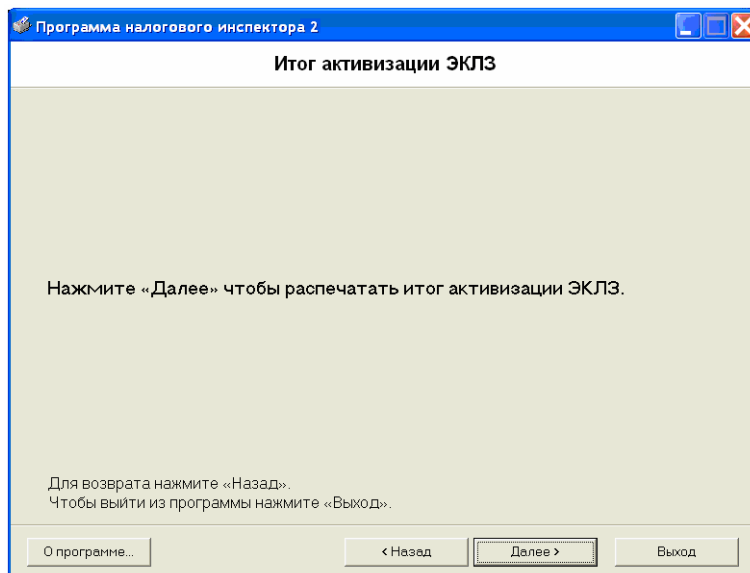 Программа налогового инспектора 2
Итог активизации ЭКЛЗ
Нажмите «Далее» чтобы распечатать итог активизации ЭКЛЗ.
Для возврата нажмите «Назад».
Чтобы выйти из программы нажмите «Выход».
О программе... < Назад Далее > Выход